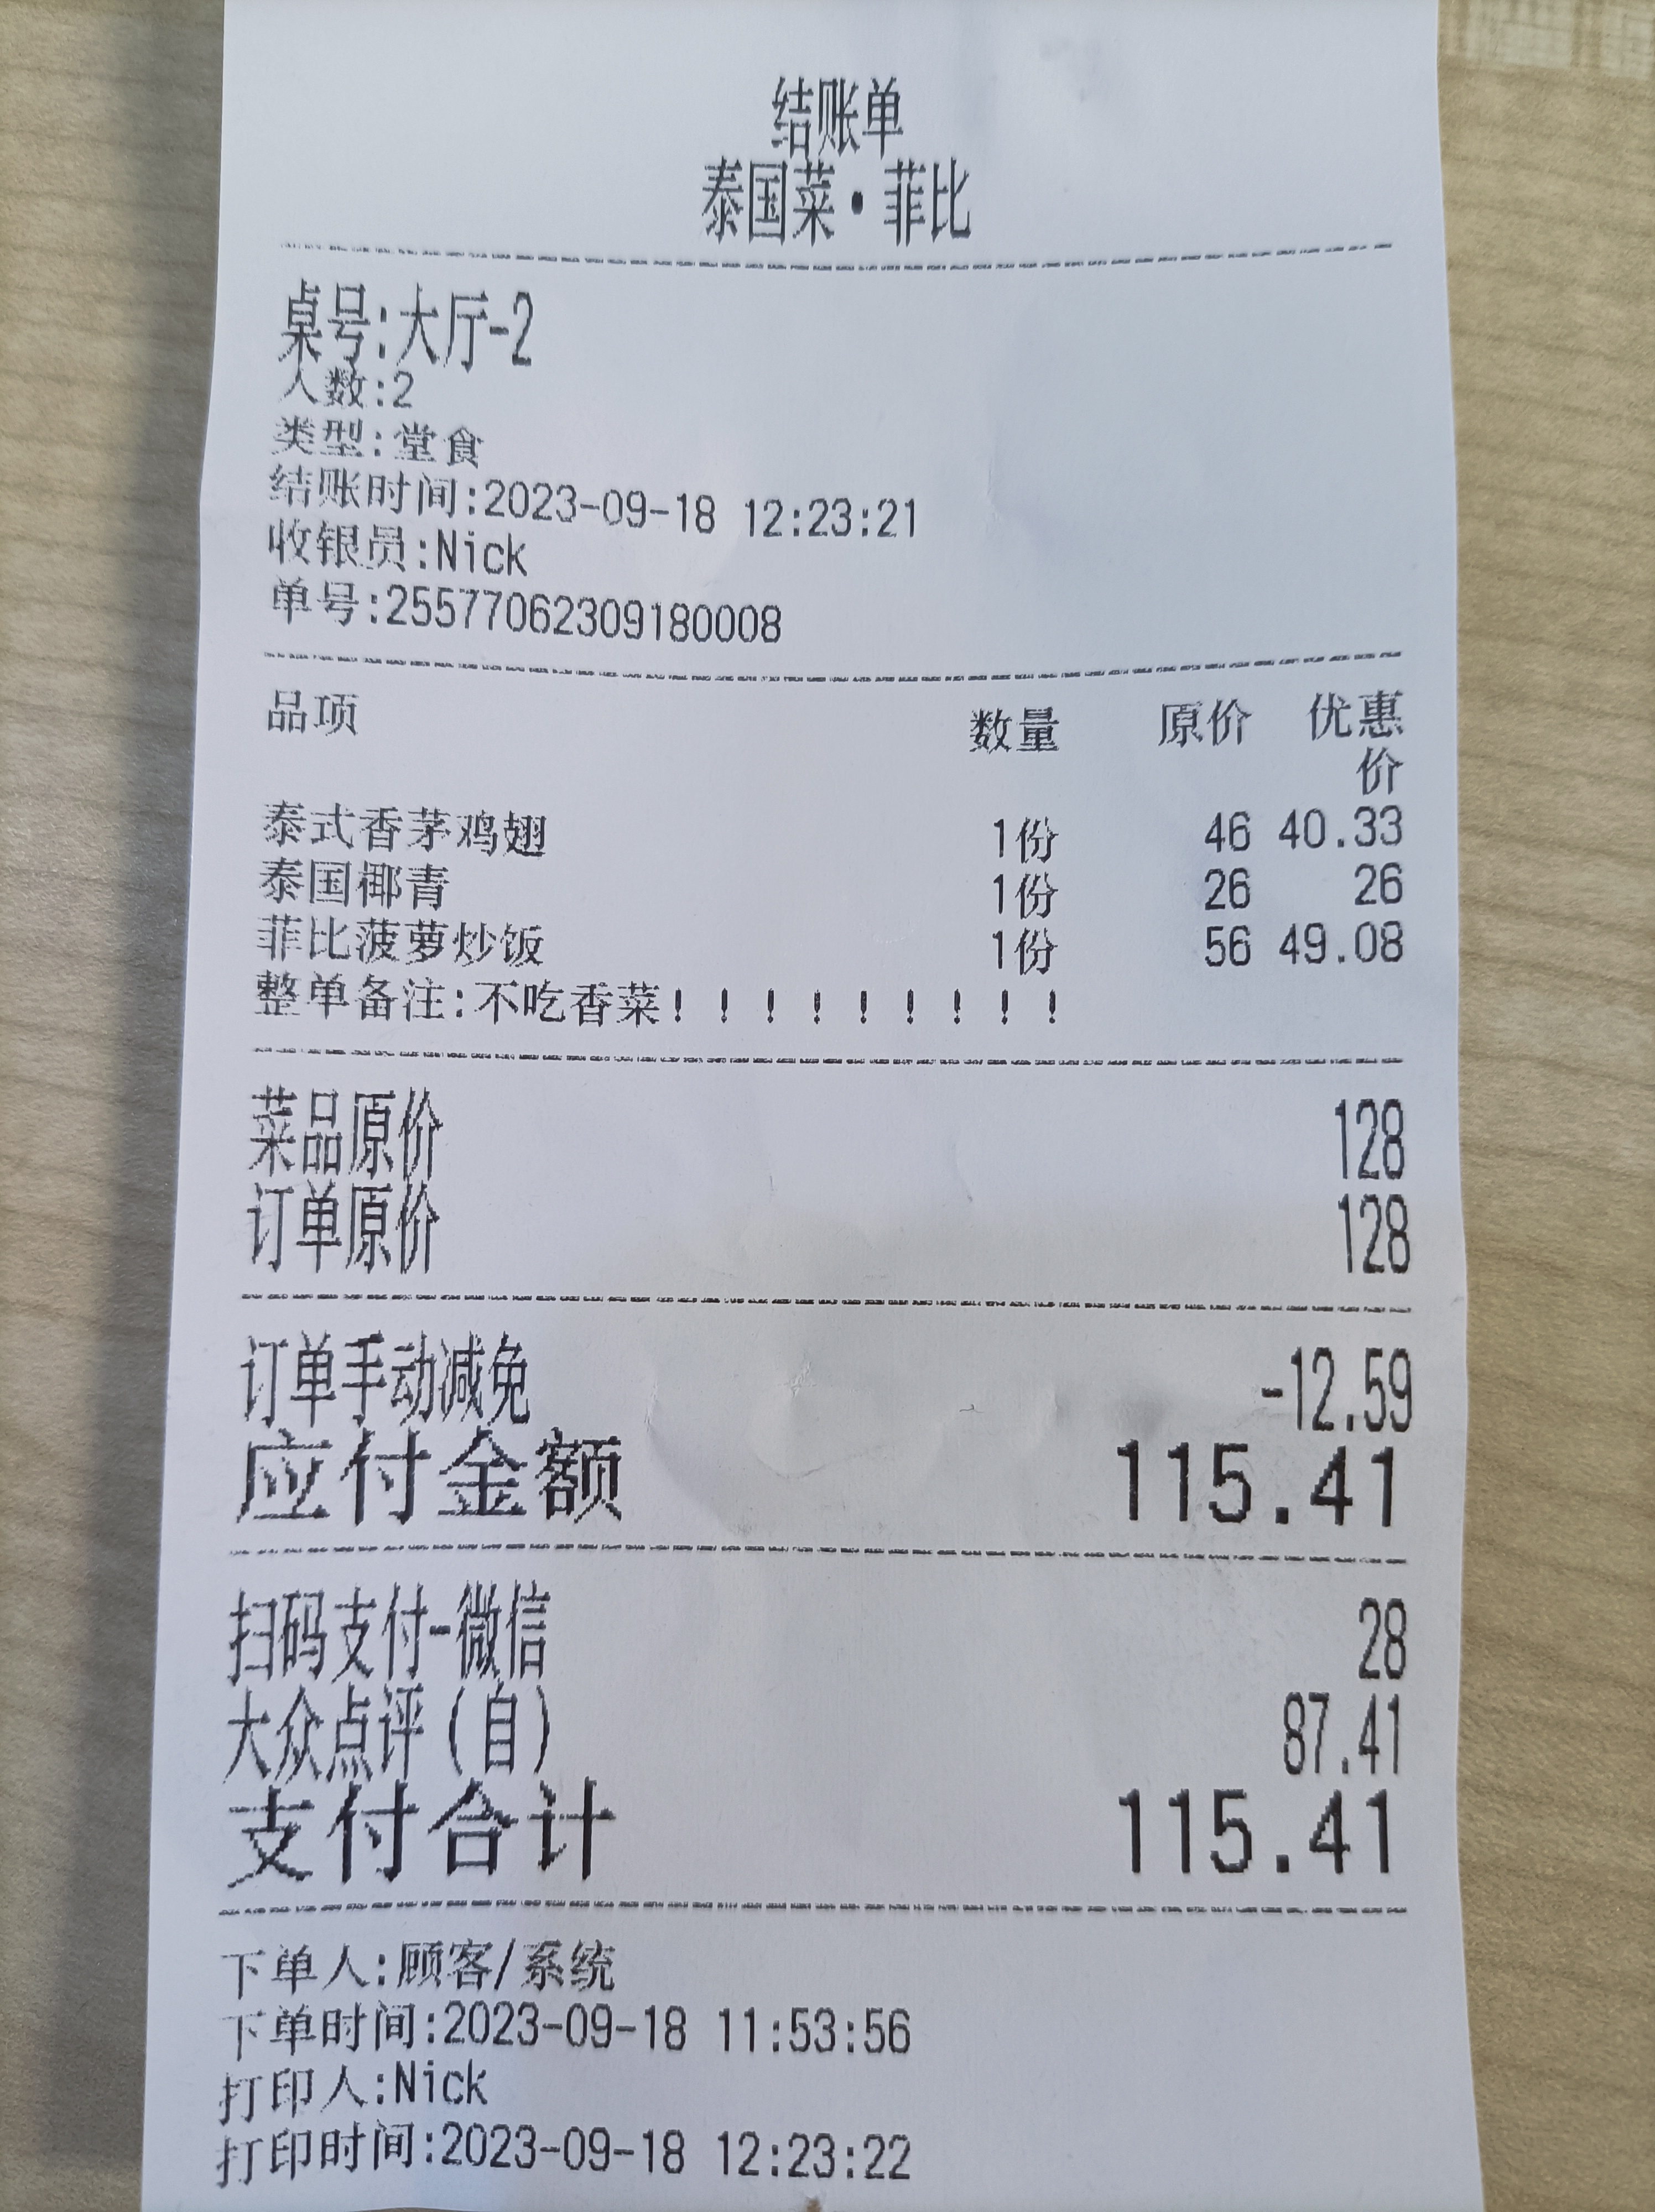 结账单
泰国菜·菲比
桌号:大厅-2
人数:2
类型:堂食
结账时间:2023-09-18 12:23:21
收银员:Nick
单号:25577062309180008
品项 数量 原价 优惠价
泰式香茅鸡翅 1份 46 40.33
泰国椰青 1份 26 26
菲比菠萝炒饭 1份 56 49.08
整单备注:不吃香菜!!!!!!!!!
菜品原价 128
订单原价 128
订单手动减免 -12.59
应付金额 115.41
扫码支付-微信 28
大众点评(自) 87.41
支付合计 115.41
下单人:顾客/系统
下单时间:2023-09-18 11:53:56
打印人:Nick
打印时间:2023-09-18 12:23:22